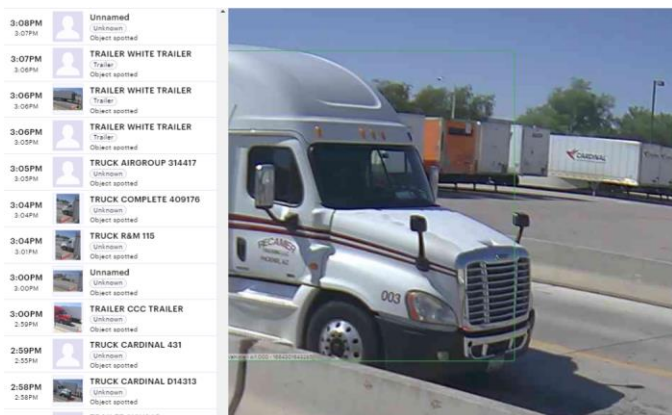 3:08PM
3:07PM
Unnamed
Unknown
Object spotted
3:07PM
3:06PM
TRAILER WHITE TRAILER
Trailer
Object spotted
3:06PM
3:06PM
TRAILER WHITE TRAILER
Trailer
Object spotted
3:06PM
3:05PM
TRAILER WHITE TRAILER
Trailer
Object spotted
3:05PM
3:05PM
TRUCK AIRGROUP 314417
Unknown
Object spotted
3:04PM
3:04PM
TRUCK COMPLETE 409176
Unknown
Object spotted
3:04PM
3:01PM
TRUCK R&M 115
Unknown
Object spotted
3:00PM
3:00PM
Unnamed
Unknown
Object spotted
3:00PM
2:59PM
TRAILER CCC TRAILER
Unknown
Object spotted
2:59PM
2:55PM
TRUCK CARDINAL 431
Unknown
Object spotted
2:58PM
2:58PM
TRUCK CARDINAL D14313
Unknown
Object spotted
CARDINAL
RECAMER
PHOENIX, AZ
003